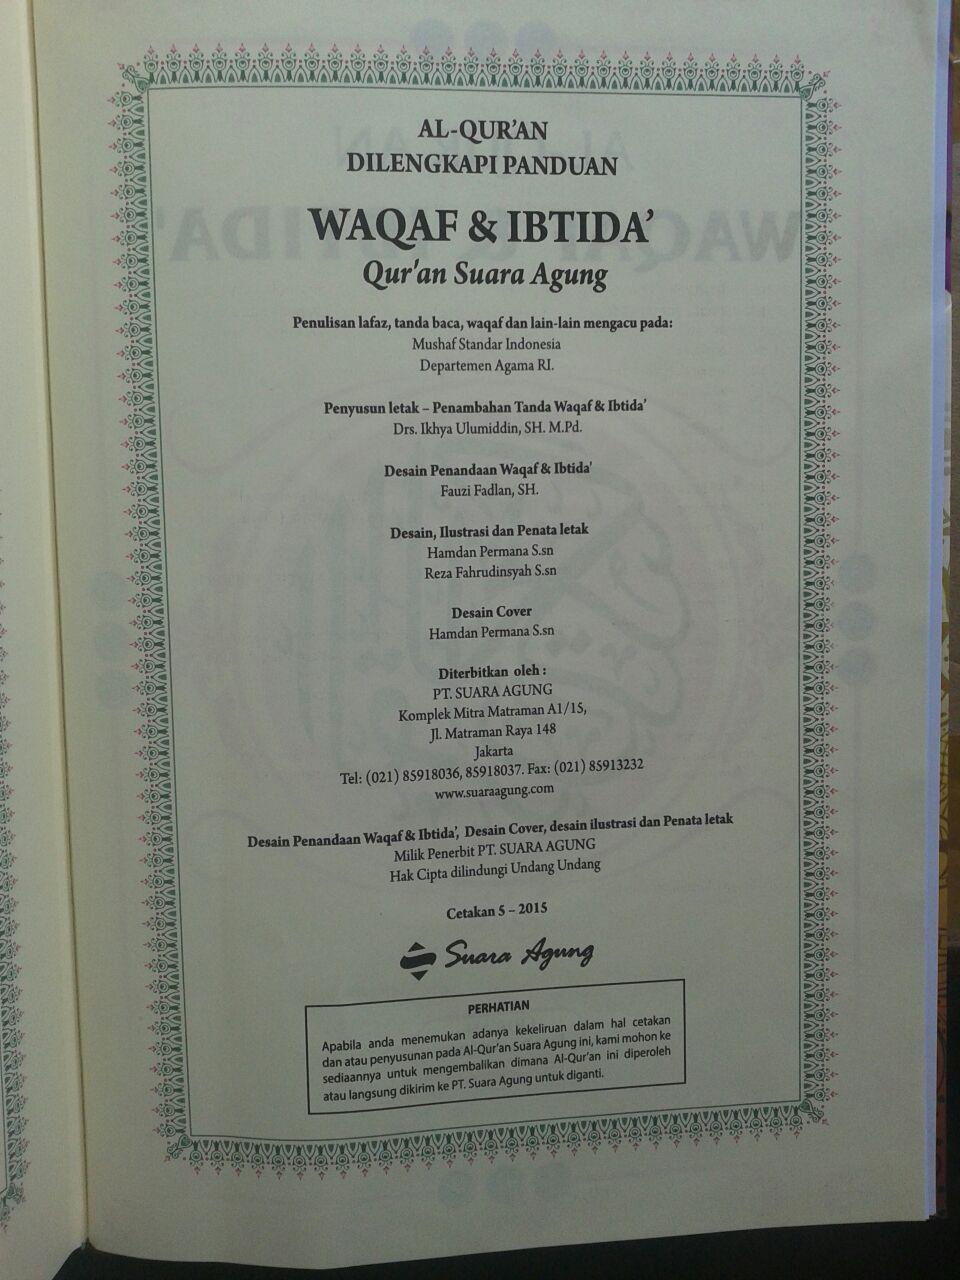 AL-QUR'AN
DILENGKAPI PANDUAN
WAQAF & IBTIDA'
Qur'an Suara Agung
Penulisan lafaz, tanda baca, waqaf dan lain-lain mengacu pada:
Mushaf Standar Indonesia
Departemen Agama RI.
Penyusun letak – Penambahan Tanda Waqaf & Ibtida'
Drs. Ikhya Ulumiddin, SH. M.Pd.
Desain Penandaan Waqaf & Ibtida'
Fauzi Fadlan, SH.
Desain, Ilustrasi dan Penata letak
Hamdan Permana S.sn
Reza Fahrudinsyah S.sn
Desain Cover
Hamdan Permana S.sn
Diterbitkan oleh :
PT. SUARA AGUNG
Komplek Mitra Matraman A1/15,
Jl. Matraman Raya 148
Jakarta
Tel: (021) 85918036, 85918037. Fax: (021) 85913232
www.suaraagung.com
Desain Penandaan Waqaf & Ibtida', Desain Cover, desain ilustrasi dan Penata letak
Milik Penerbit PT. SUARA AGUNG
Hak Cipta dilindungi Undang Undang
Cetakan 5 – 2015
Suara Agung
PERHATIAN
Apabila anda menemukan adanya kekeliruan dalam hal cetakan
dan atau penyusunan pada Al-Qur'an Suara Agung ini, kami mohon ke
sediaannya untuk mengembalikan dimana Al-Qur'an ini diperoleh
atau langsung dikirim ke PT. Suara Agung untuk diganti.